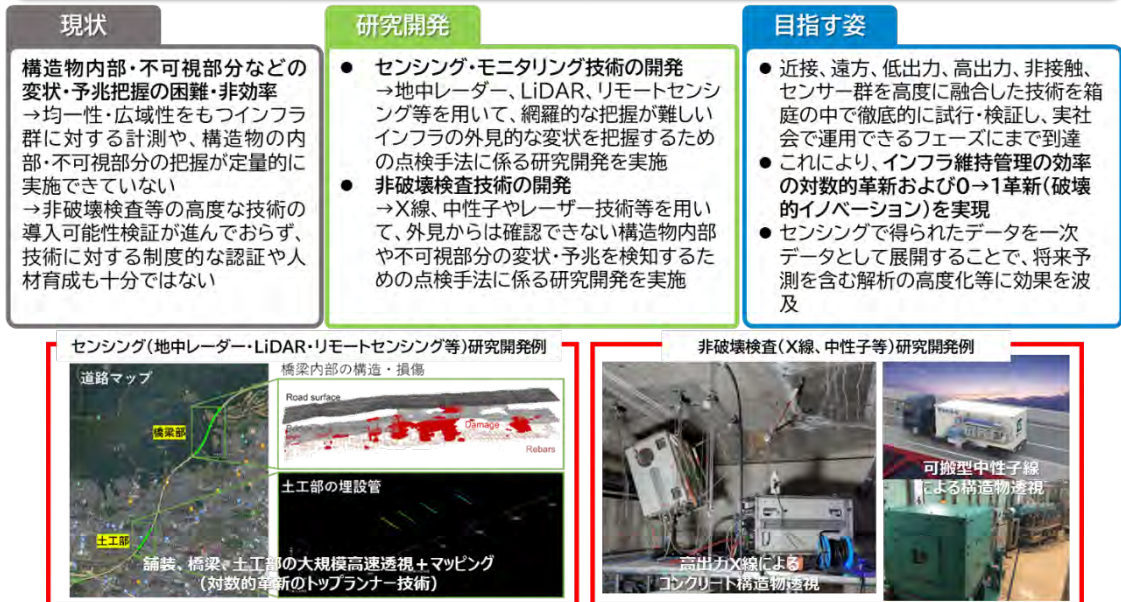 現状
構造物内部・不可視部分などの
変状・予兆把握の困難・非効率
→均一性・広域性をもつインフラ
群に対する計測や、構造物の内
部・不可視部分の把握が定量的に
実施できていない
→非破壊検査等の高度な技術の
導入可能性検証が進んでおらず、
技術に対する制度的な認証や人
材育成も十分ではない
研究開発
● センシング・モニタリング技術の開発
→地中レーダー、LiDAR、リモートセンシ
ング等を用いて、網羅的な把握が難しい
インフラの外見的な変状を把握するため
の点検手法に係る研究開発を実施
● 非破壊検査技術の開発
→X線、中性子やレーザー技術等を用い
て、外見からは確認できない構造物内部
や不可視部分の変状・予兆を検知するた
めの点検手法に係る研究開発を実施
目指す姿
● 近接、遠方、低出力、高出力、非接触、
センサー群を高度に融合した技術を箱
庭の中で徹底的に試行・検証し、実社
会で運用できるフェーズにまで到達
● これにより、インフラ維持管理の効率
の対数的革新および0→1革新(破壊
的イノベーション)を実現
● センシングで得られたデータを一次
データとして展開することで、将来予
測を含む解析の高度化等に効果を波
及
センシング(地中レーダー・LiDAR・リモートセンシング等)研究開発例
道路マップ
橋梁部
土工部
橋梁内部の構造・損傷
Road surface
Damage
Rebars
土工部の埋設管
舗装、橋梁、土工部の大規模高速透視+マッピング
(対数的革新のトップランナー技術)
非破壊検査(X線、中性子等)研究開発例
高出力X線による
コンクリート構造物透視
可搬型中性子線
による構造物透視